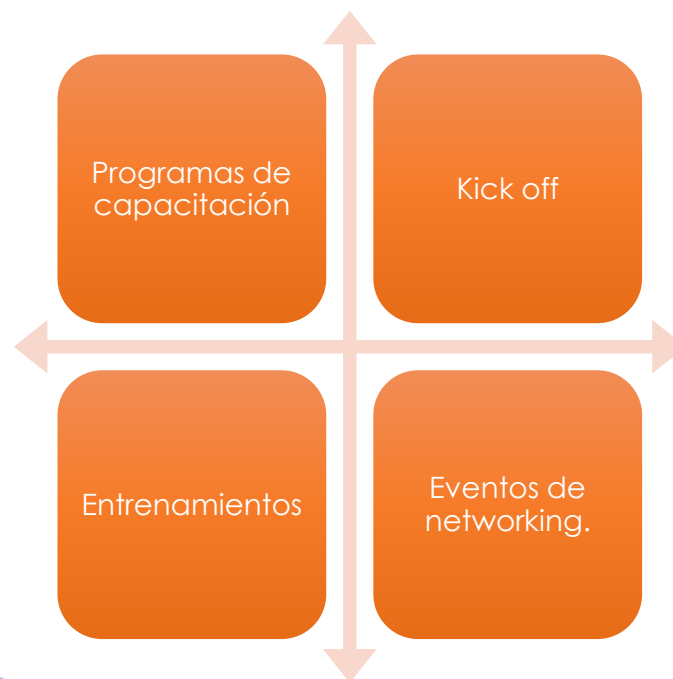 Programas de
capacitación
Kick off
Entrenamientos
Eventos de
networking.